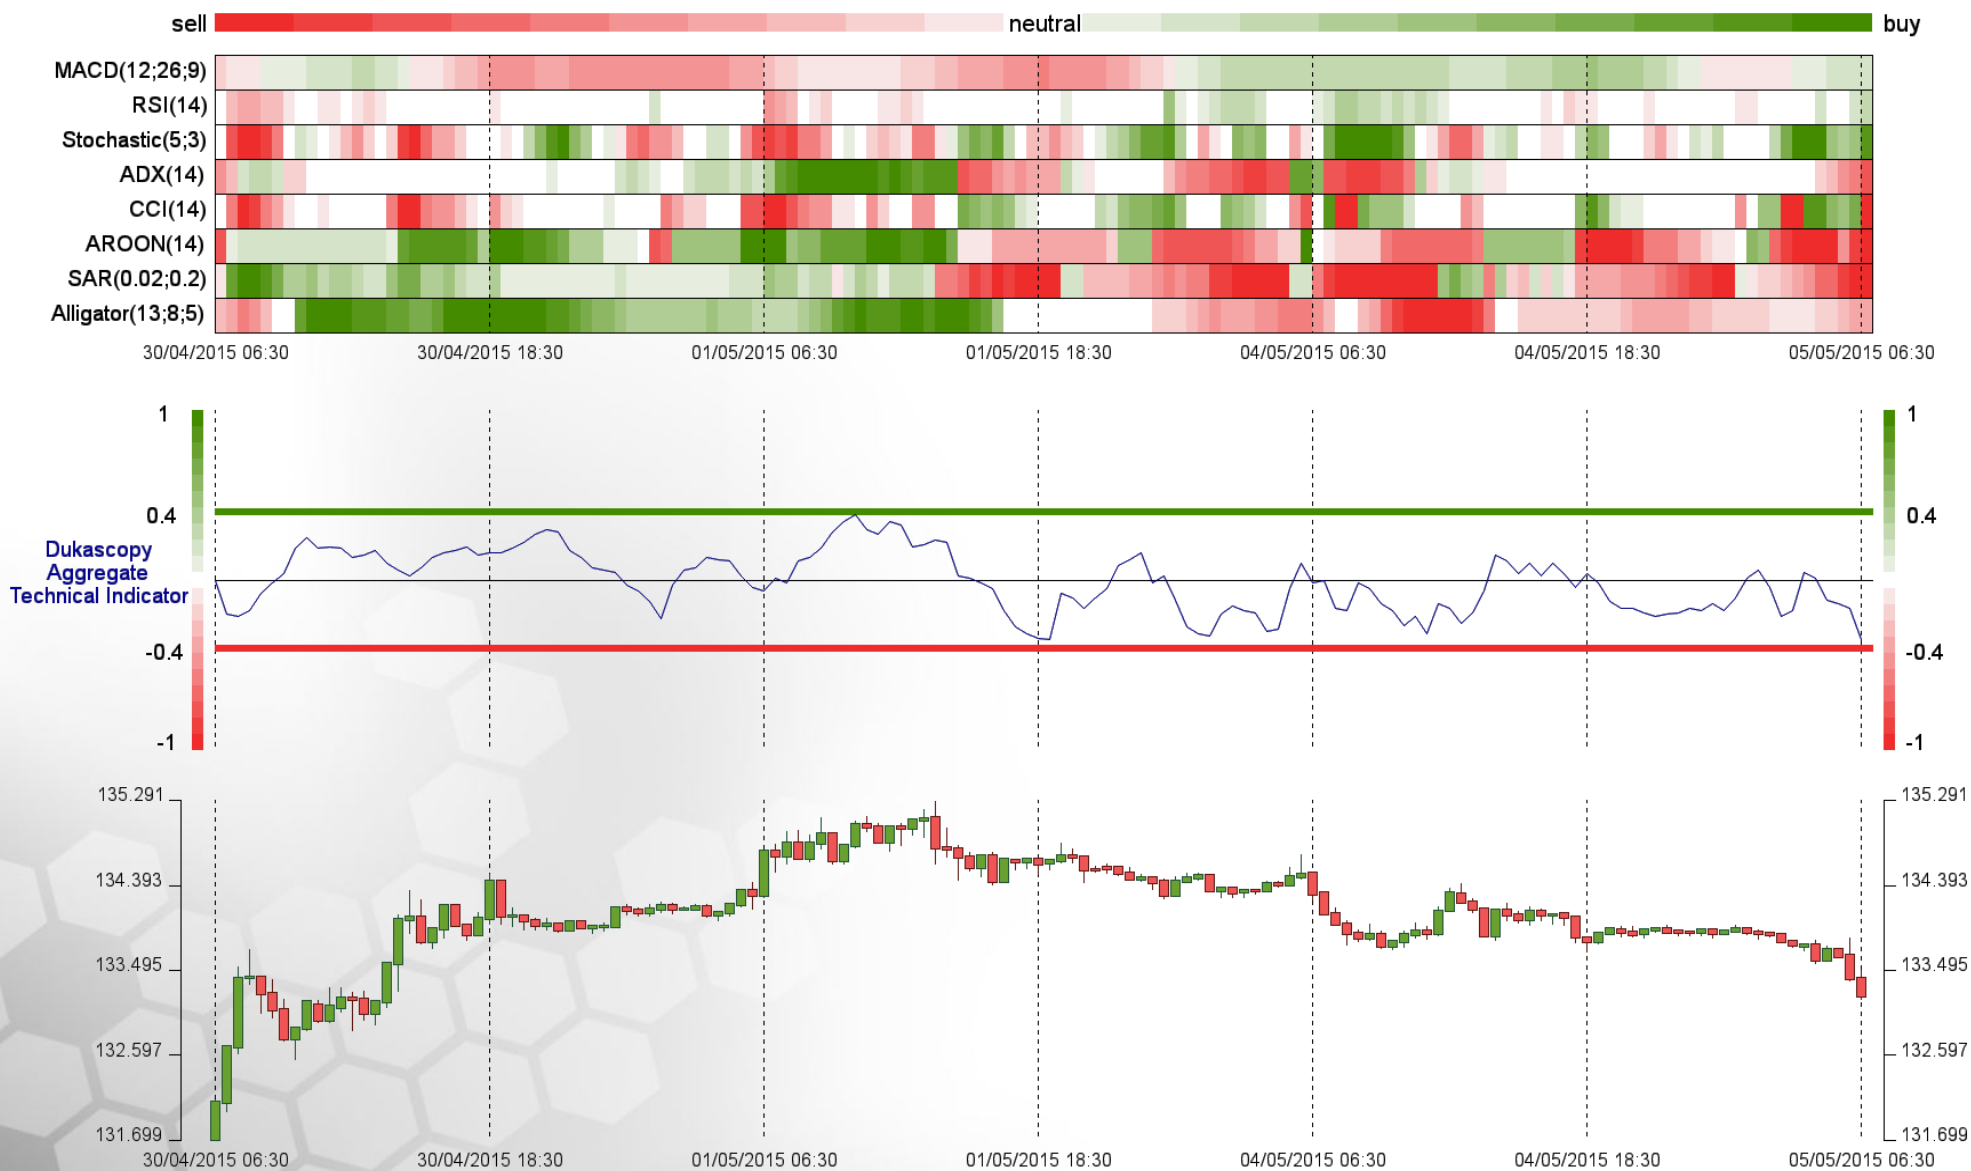 sell neutral buy
MACD(12;26;9)
RSI(14)
Stochastic(5;3)
ADX(14)
CCI(14)
AROON(14)
SAR(0.02;0.2)
Alligator(13;8;5)
30/04/2015 06:30 30/04/2015 18:30 01/05/2015 06:30 01/05/2015 18:30 04/05/2015 06:30 04/05/2015 18:30 05/05/2015 06:30
1 1
0.4 0.4
Dukascopy
Aggregate
Technical Indicator
-0.4 -0.4
-1 -1
135.291 135.291
134.393 134.393
133.495 133.495
132.597 132.597
131.699 131.699
30/04/2015 06:30 30/04/2015 18:30 01/05/2015 06:30 01/05/2015 18:30 04/05/2015 06:30 04/05/2015 18:30 05/05/2015 06:30